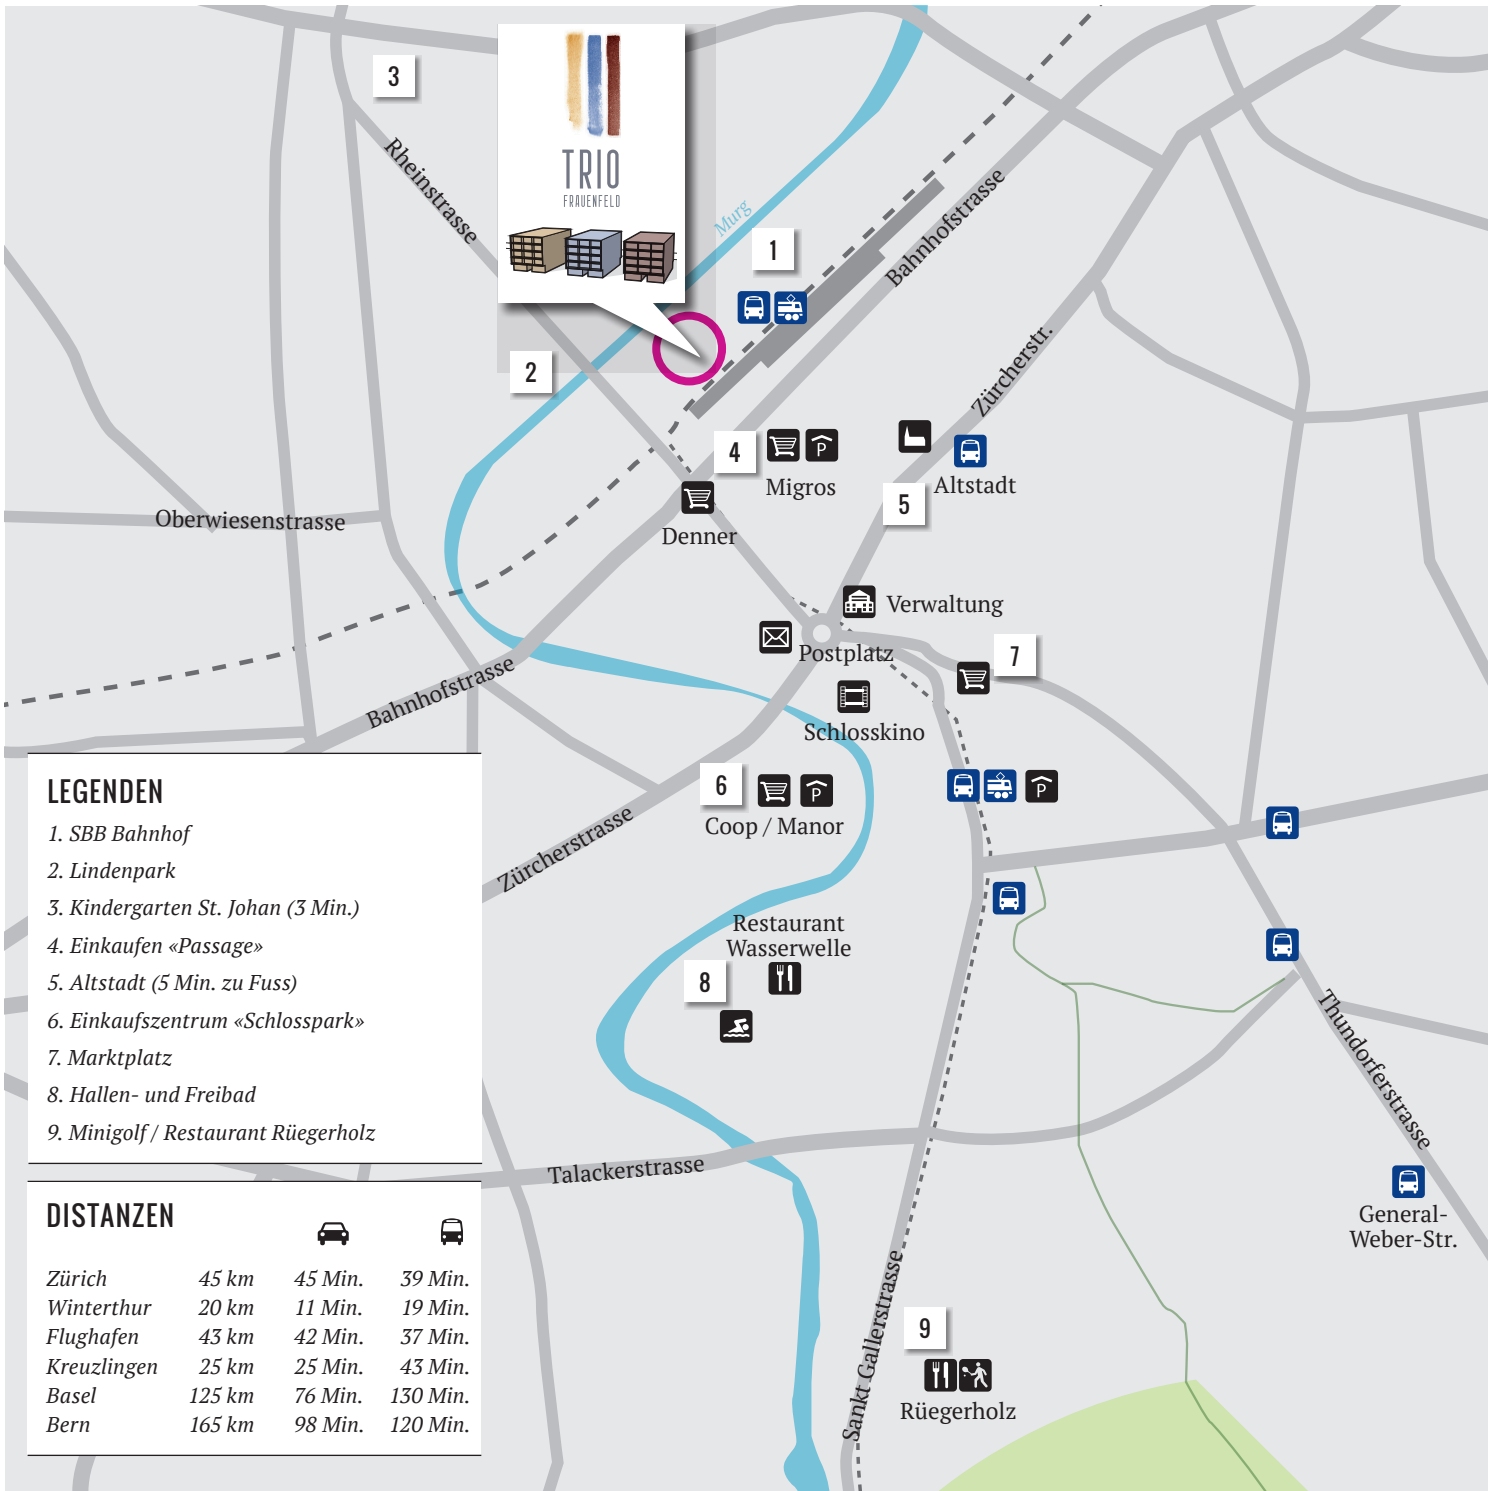 3
TRIO
FRAUENFELD
Rheinstrasse
Murg
1
Bahnhofstrasse
2
Zürcherstr.
4
P
Migros
Altstadt
5
Denner
Oberwiesenstrasse
Verwaltung
Postplatz
7
Bahnhofstrasse
Schlosskino
6
P
Coop / Manor
P
Zürcherstrasse
Restaurant
Wasserwelle
8
Thundorferstrasse
Talackerstrasse
General-
Weber-Str.
Sankt Gallerstrasse
9
Rüegerholz
LEGENDEN
1. SBB Bahnhof
2. Lindenpark
3. Kindergarten St. Johan (3 Min.)
4. Einkaufen «Passage»
5. Altstadt (5 Min. zu Fuss)
6. Einkaufszentrum «Schlosspark»
7. Marktplatz
8. Hallen- und Freibad
9. Minigolf / Restaurant Rüegerholz
DISTANZEN
Zürich 45 km 45 Min. 39 Min.
Winterthur 20 km 11 Min. 19 Min.
Flughafen 43 km 42 Min. 37 Min.
Kreuzlingen 25 km 25 Min. 43 Min.
Basel 125 km 76 Min. 130 Min.
Bern 165 km 98 Min. 120 Min.